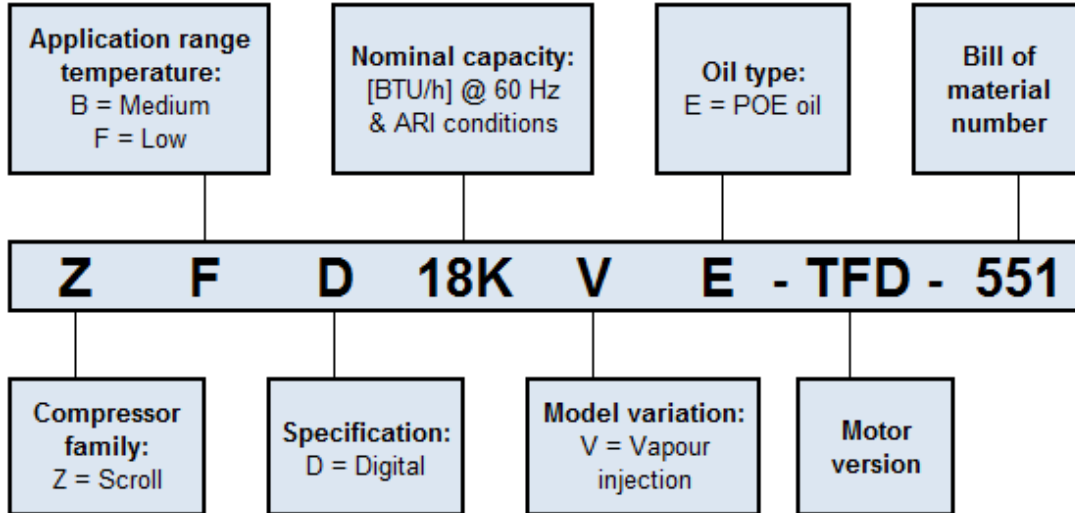 Application range
temperature:
B = Medium
F = Low
Nominal capacity:
[BTU/h] @ 60 Hz
& ARI conditions
Oil type:
E = POE oil
Bill of
material
number
Z F D 18K V E - TFD - 551
Compressor
family:
Z = Scroll
Specification:
D = Digital
Model variation:
V = Vapour
injection
Motor
version